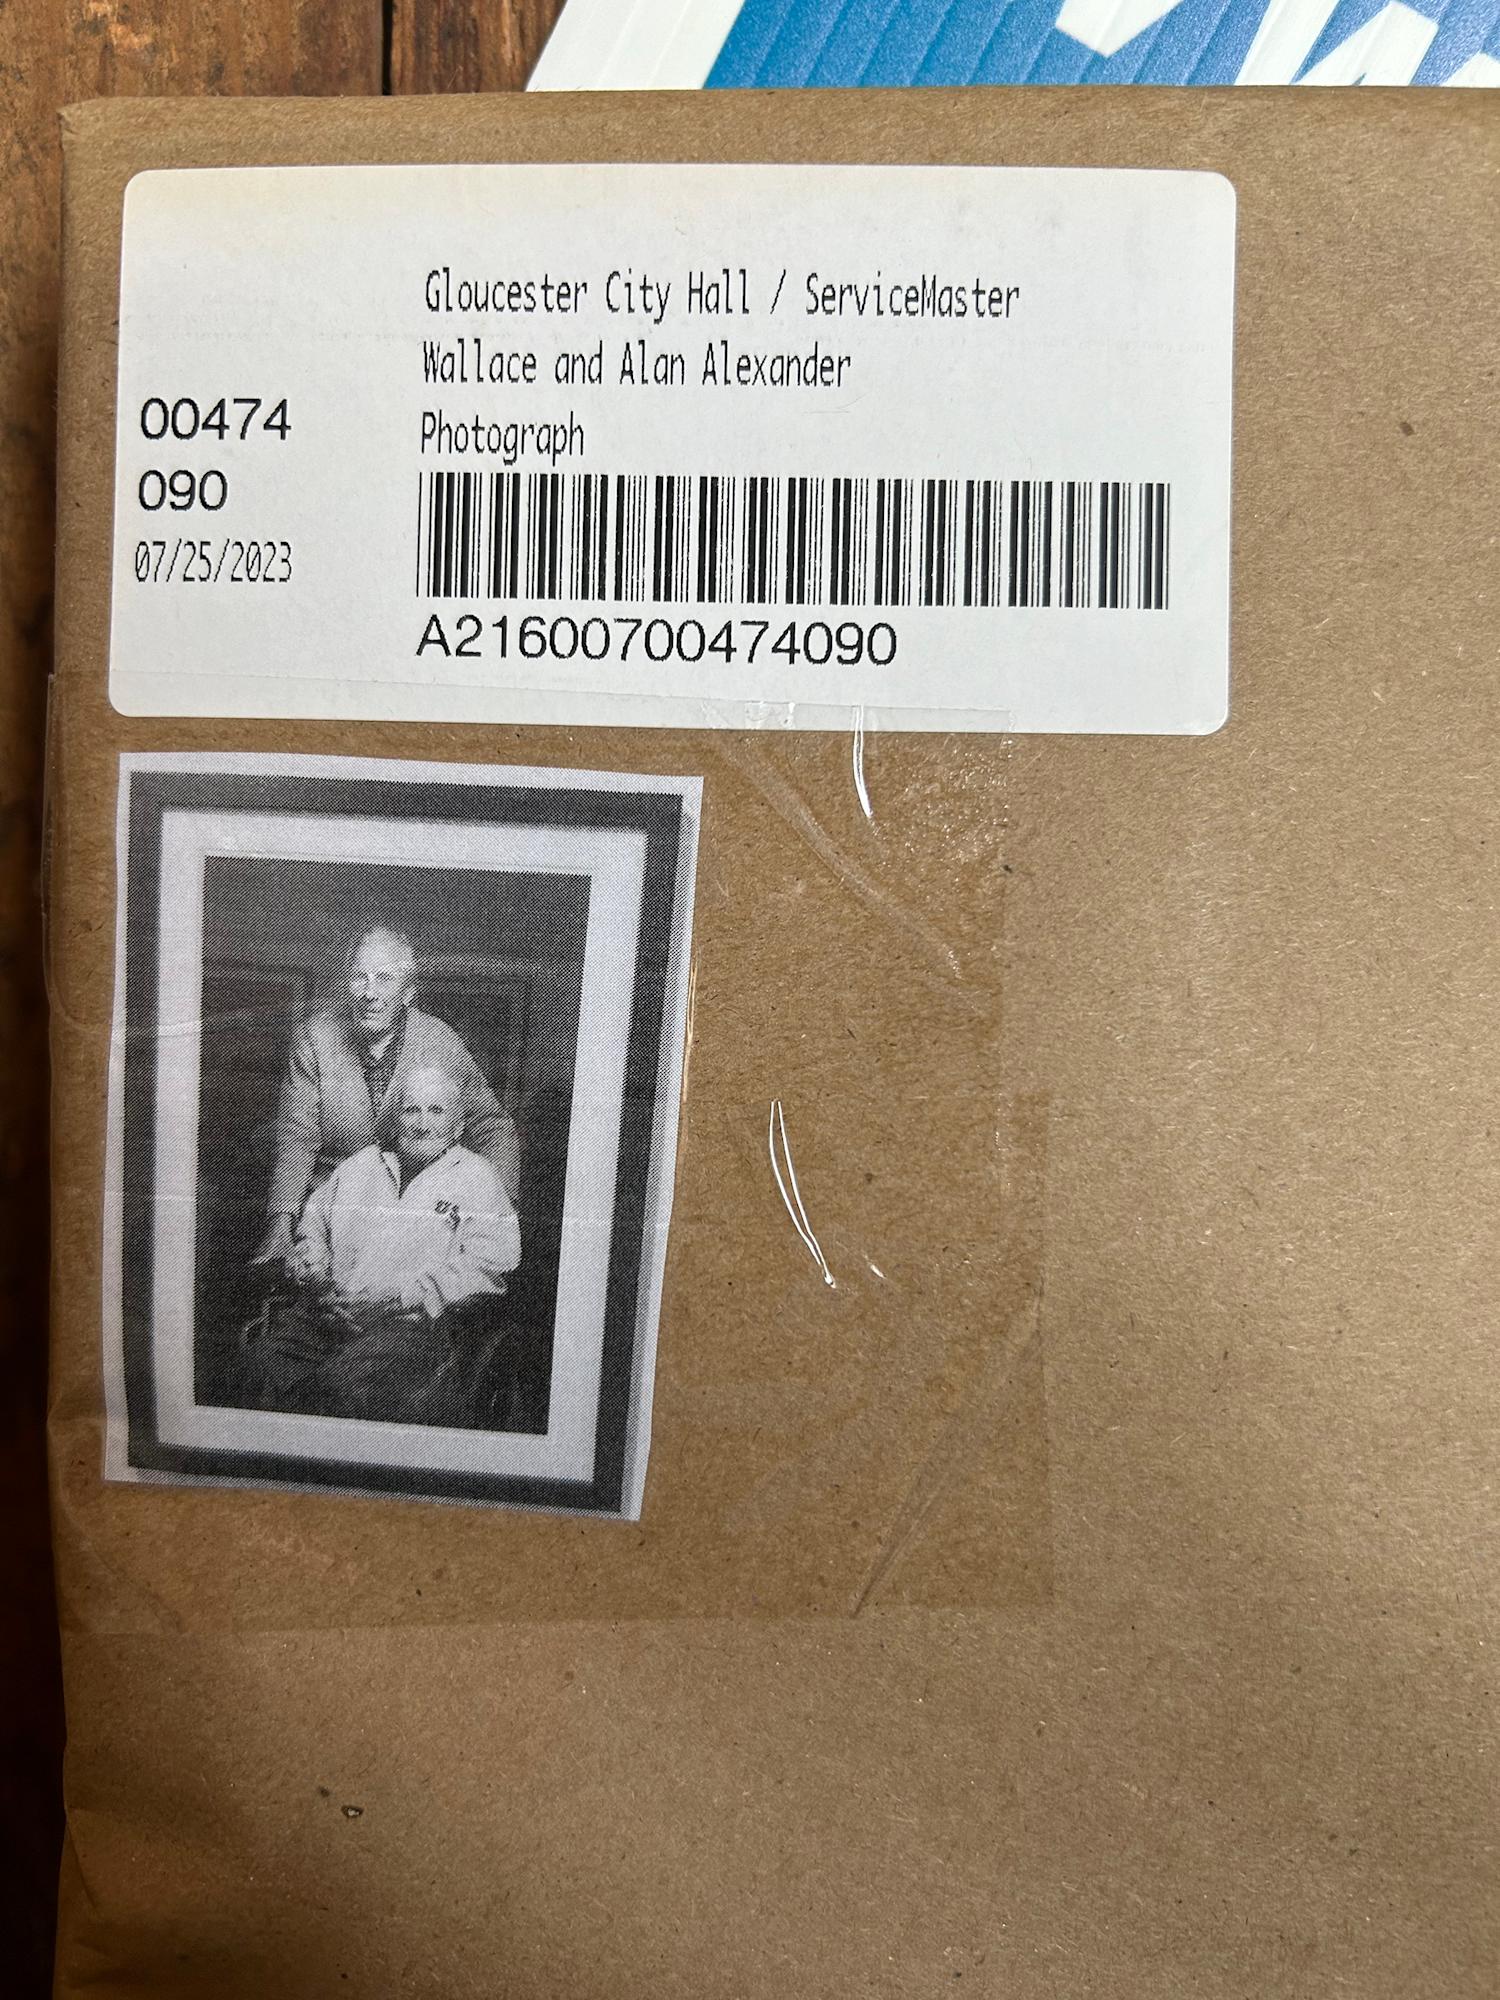 Gloucester City Hall / ServiceMaster
Wallace and Alan Alexander
Photograph
00474
090
07/25/2023
A21600700474090